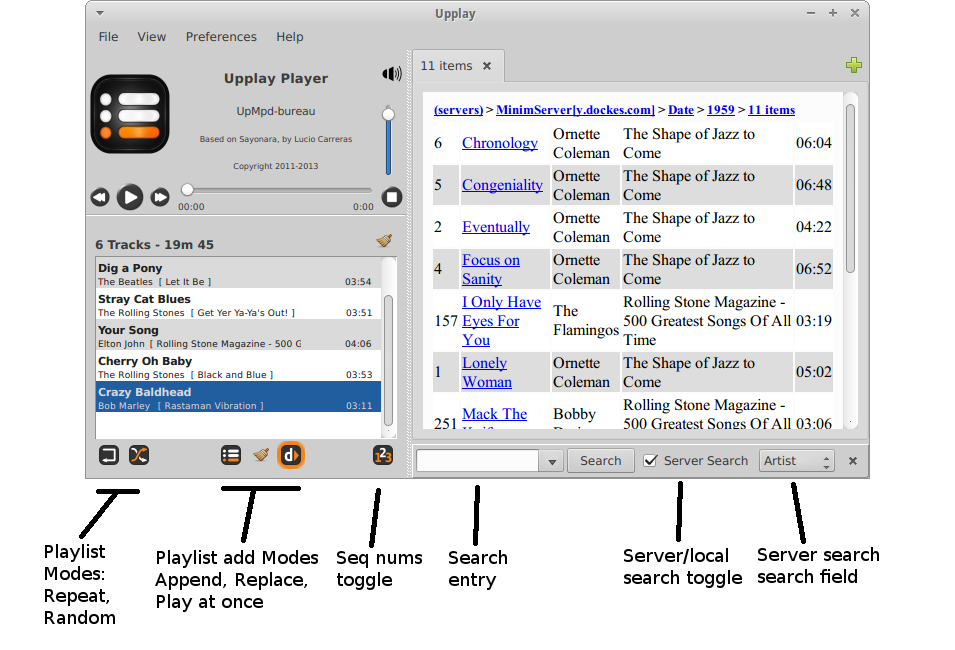 Upplay
File View Preferences Help
Upplay Player
UpMpd-bureau
Based on Sayonara, by Lucio Carreras
Copyright 2011-2013
00:00 0:00
6 Tracks - 19m 45
Dig a Pony
The Beatles [ Let It Be ] 03:54
Stray Cat Blues
The Rolling Stones [ Get Yer Ya-Ya's Out! ] 03:51
Your Song
Elton John [ Rolling Stone Magazine - 500 G 04:06
Cherry Oh Baby
The Rolling Stones [ Black and Blue ] 03:53
Crazy Baldhead
Bob Marley [ Rastaman Vibration ] 03:11
d
123
11 items
(servers) > MinimServer[y.dockes.com] > Date > 1959 > 11 items
6 Chronology Ornette Coleman The Shape of Jazz to Come 06:04
5 Congeniality Ornette Coleman The Shape of Jazz to Come 06:48
2 Eventually Ornette Coleman The Shape of Jazz to Come 04:22
4 Focus on Sanity Ornette Coleman The Shape of Jazz to Come 06:52
157 I Only Have Eyes For You The Flamingos Rolling Stone Magazine - 500 Greatest Songs Of All Time 03:19
1 Lonely Woman Ornette Coleman The Shape of Jazz to Come 05:02
251 Mack The Bobby Rolling Stone Magazine - 500 Greatest Songs Of All 03:06
Search Server Search Artist
Playlist
Modes:
Repeat,
Random
Playlist add Modes
Append, Replace,
Play at once
Seq nums
toggle
Search
entry
Server/local
search toggle
Server search
search field